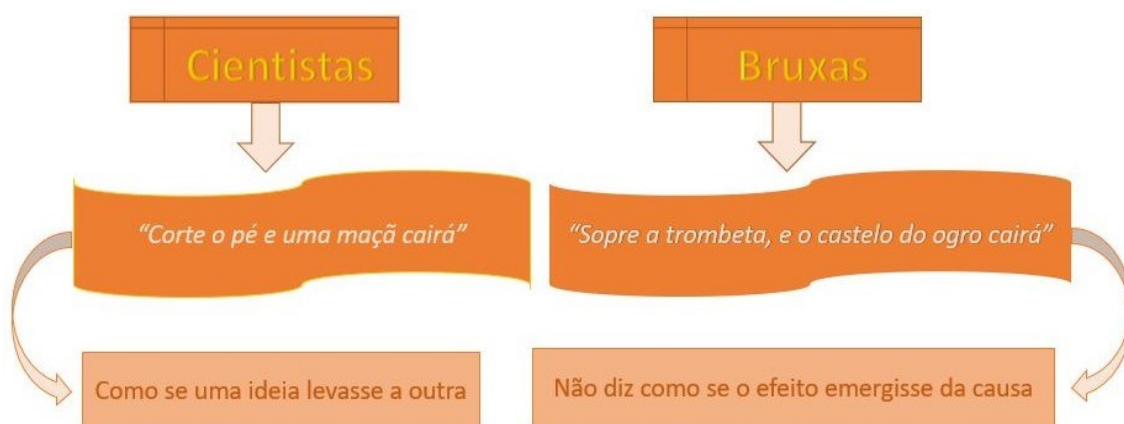 Cientistas
Bruxas
“Corte o pé e uma maçã cairá”
“Sopre a trombeta, e o castelo do ogro cairá”
Como se uma ideia levasse a outra
Não diz como se o efeito emergisse da causa